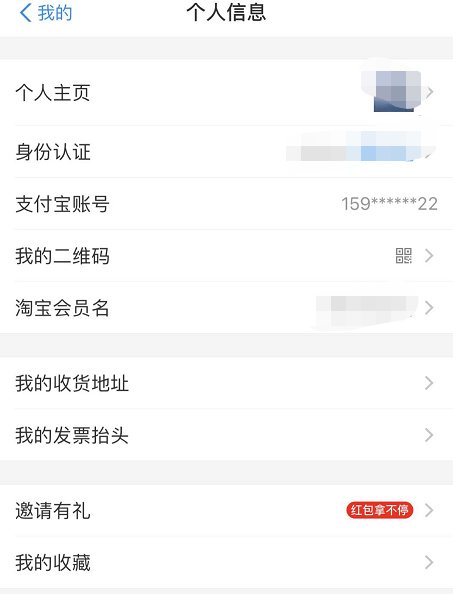 我的
个人信息
个人主页
身份认证
支付宝账号 159******22
我的二维码
淘宝会员名
我的收货地址
我的发票抬头
邀请有礼 红包拿不停
我的收藏